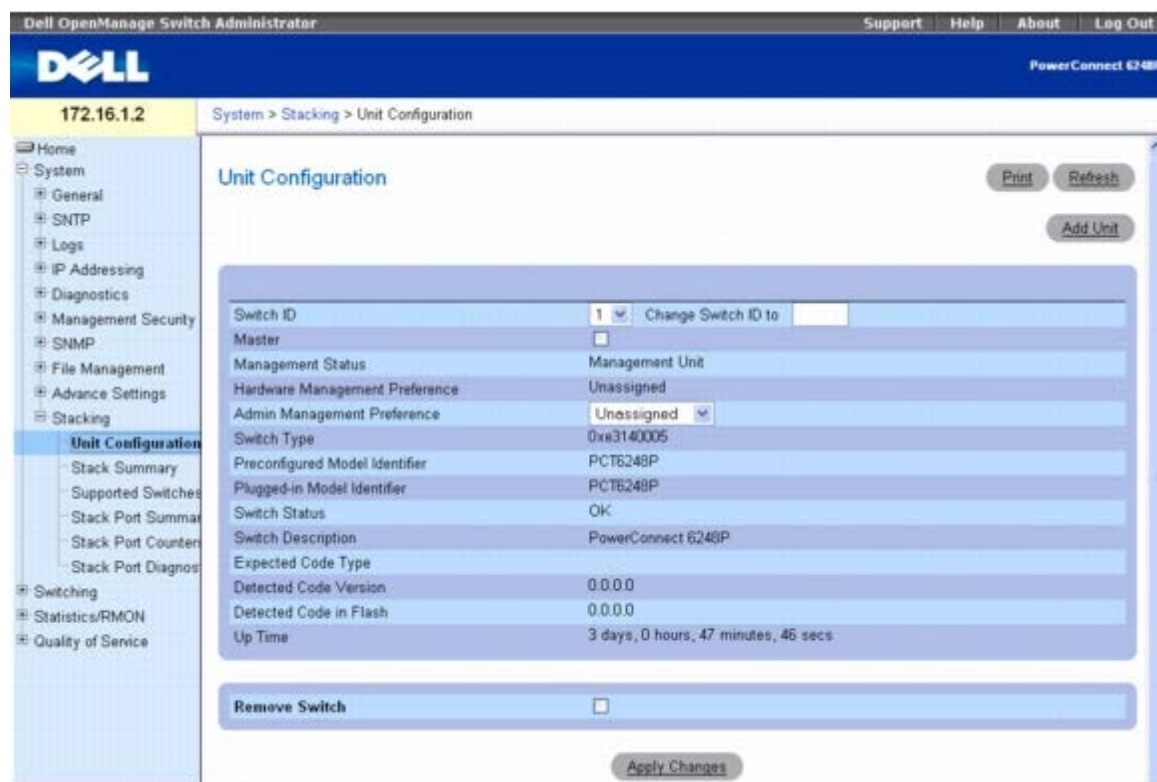 Dell OpenManage Switch Administrator
Support Help About Log Out
DELL
PowerConnect 6248P
172.16.1.2
System > Stacking > Unit Configuration
Home
System
General
SNTP
Logs
IP Addressing
Diagnostics
Management Security
SNMP
File Management
Advance Settings
Stacking
Unit Configuration
Stack Summary
Supported Switches
Stack Port Summar
Stack Port Counters
Stack Port Diagnos
Switching
Statistics/RMON
Quality of Service
Unit Configuration
Print Refresh
Add Unit
Switch ID 1 Change Switch ID to
Master
Management Status Management Unit
Hardware Management Preference Unassigned
Admin Management Preference Unassigned
Switch Type 0xe3140005
Preconfigured Model Identifier PCT6248P
Plugged-in Model Identifier PCT6248P
Switch Status OK
Switch Description PowerConnect 6248P
Expected Code Type
Detected Code Version 0.0.0.0
Detected Code in Flash 0.0.0.0
Up Time 3 days, 0 hours, 47 minutes, 46 secs
Remove Switch
Apply Changes